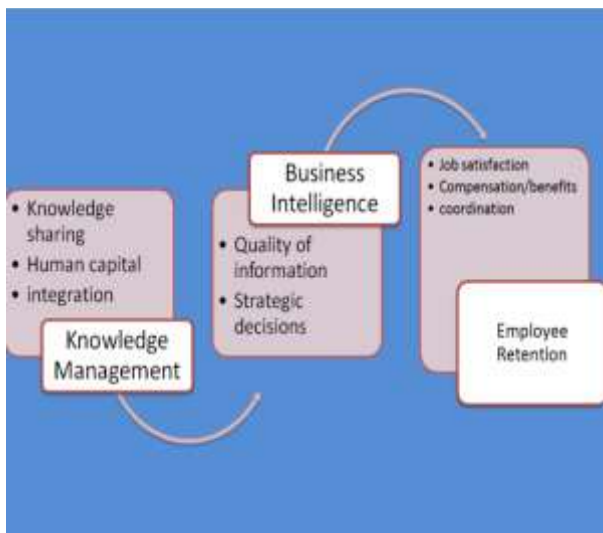 • Knowledge
sharing
• Human capital
• integration
Knowledge
Management
Business
Intelligence
• Quality of
information
• Strategic
decisions
• Job satisfaction
• Compensation/benefits
• coordination
Employee
Retention